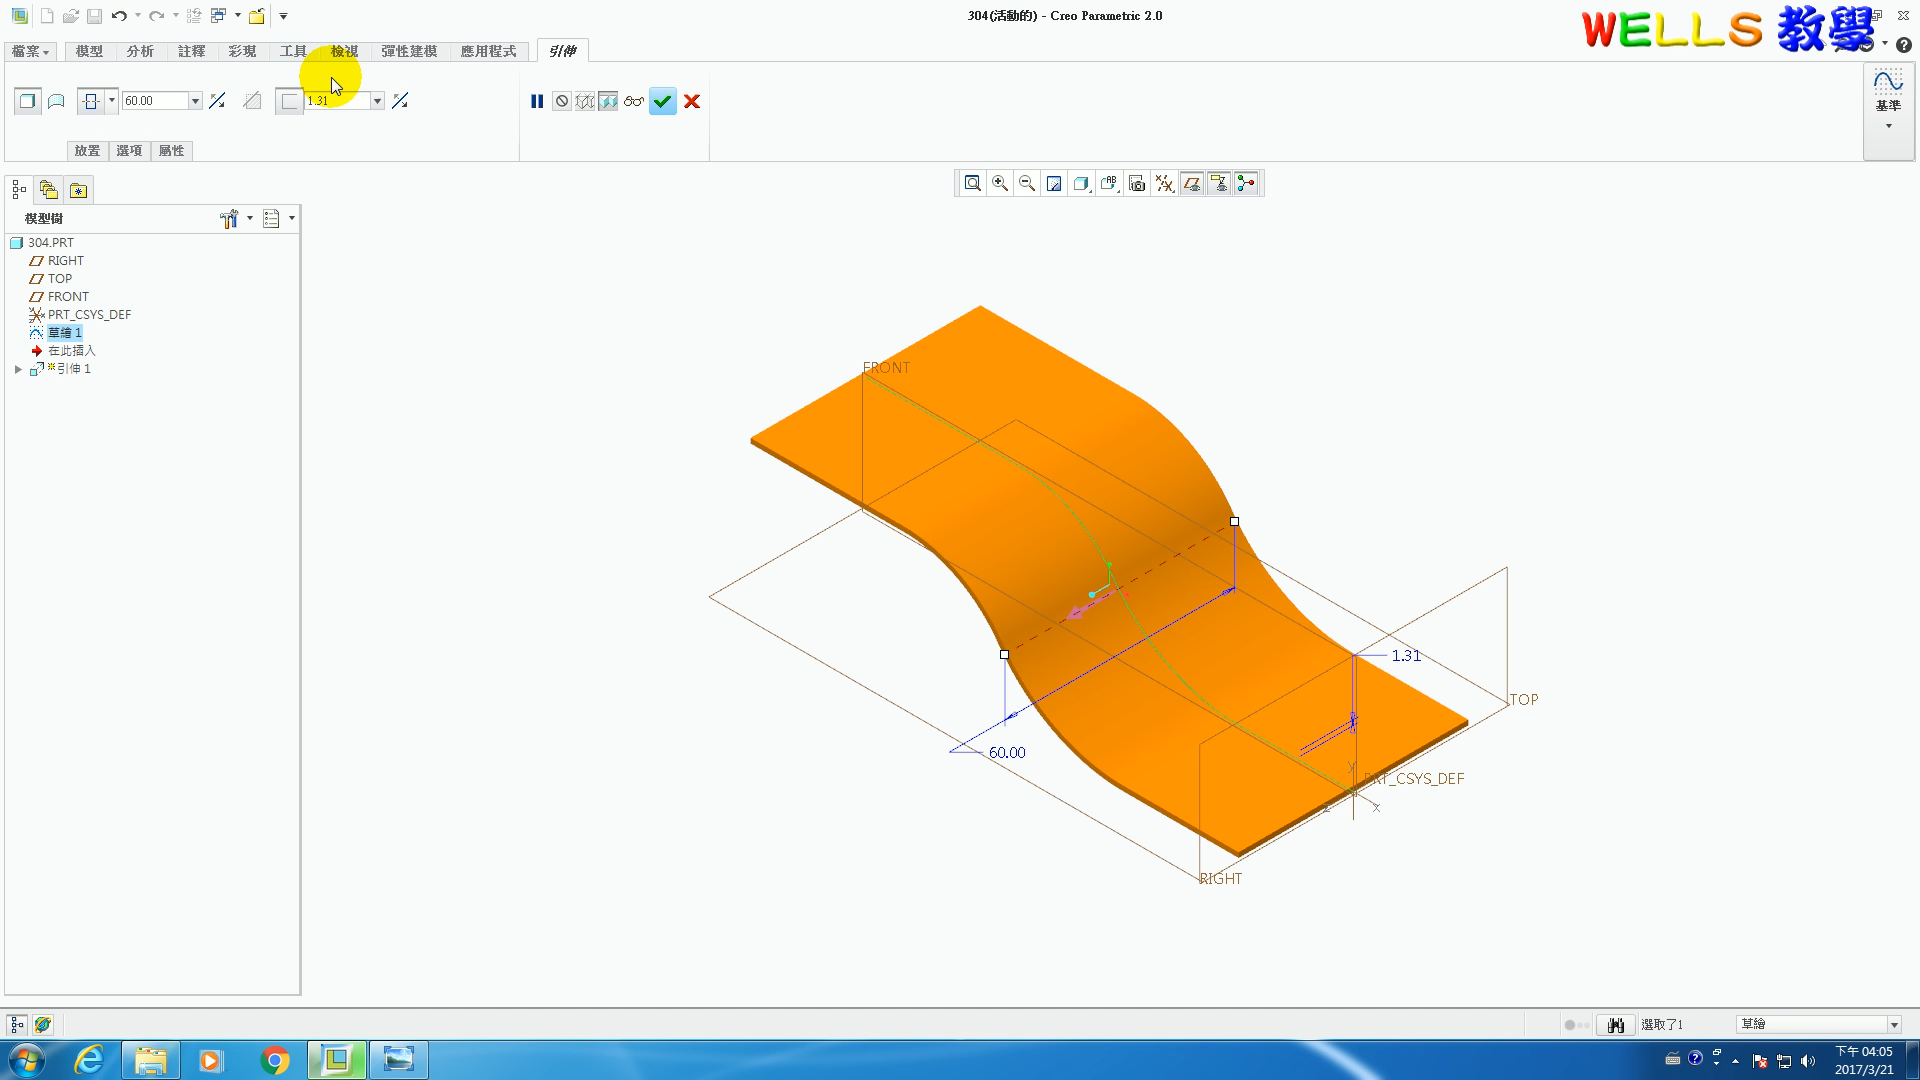 304(活動的) - Creo Parametric 2.0
WELLS 教學
檔案 模型 分析 註釋 彩現 工具 檢視 彈性建模 應用程式 引伸
60.00
1.31
基準
放置 選項 屬性
模型樹
304.PRT
RIGHT
TOP
FRONT
PRT_CSYS_DEF
草繪 1
在此插入
引伸 1
FRONT
1.31
TOP
60.00
Y
PRT_CSYS_DEF
Z
X
RIGHT
選取了1
草繪
下午 04:05
2017/3/21